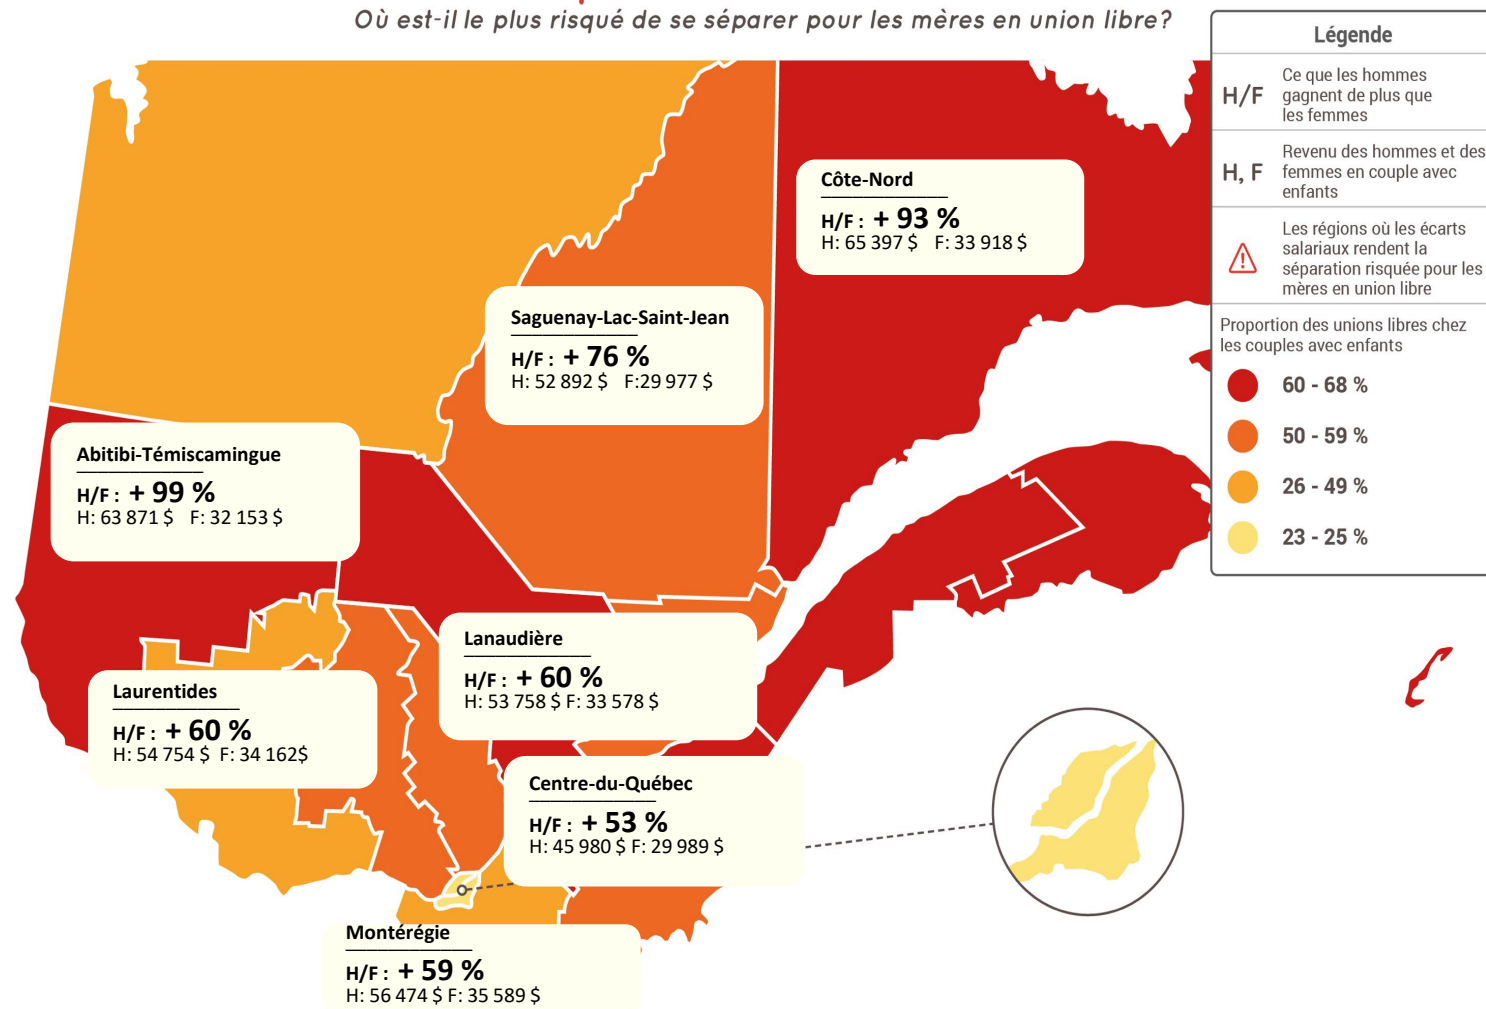 Où est-il le plus risqué de se séparer pour les mères en union libre?
Légende
H/F
Ce que les hommes
gagnent de plus que
les femmes
H, F
Revenu des hommes et des
femmes en couple avec
enfants
Les régions où les écarts
salariaux rendent la
séparation risquée pour les
mères en union libre
Proportion des unions libres chez
les couples avec enfants
60 - 68 %
50 - 59 %
26 - 49 %
23 - 25 %
Côte-Nord
H/F : + 93 %
H: 65 397 $ F: 33 918 $
Saguenay-Lac-Saint-Jean
H/F : + 76 %
H: 52 892 $ F:29 977 $
Abitibi-Témiscamingue
H/F : + 99 %
H: 63 871 $ F: 32 153 $
Lanaudière
H/F : + 60 %
H: 53 758 $ F: 33 578 $
Laurentides
H/F : + 60 %
H: 54 754 $ F: 34 162$
Centre-du-Québec
H/F : + 53 %
H: 45 980 $ F: 29 989 $
Montérégie
H/F : + 59 %
H: 56 474 $ F: 35 589 $